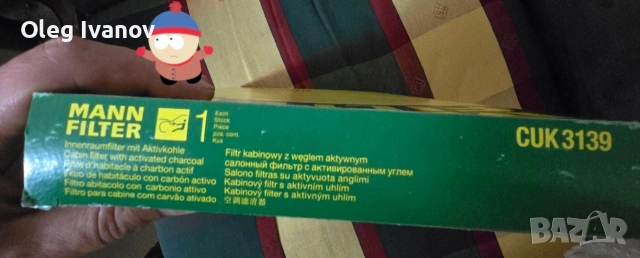 Oleg Ivanov
MANN
FILTER
1
Each
Stück
Pièce
pza. cont.
Kus
CUK 3139
Innenraumfilter mit Aktivkohle
Cabin filter with activated charcoal
Filtre d'habitacle à charbon actif
Filtro de habitáculo con carbón activo
Filtro abitacolo con carbonio attivo
Filtro para cabine com carvão ativado
Filtr kabinowy z węglem aktywnym
салонный фильтр с активированным углем
Salono filtras su aktyvuota anglimi
Kabinový filtr s aktivním uhlím
Kabínový filter s aktívnym uhlím
空调滤清器
BAZAR